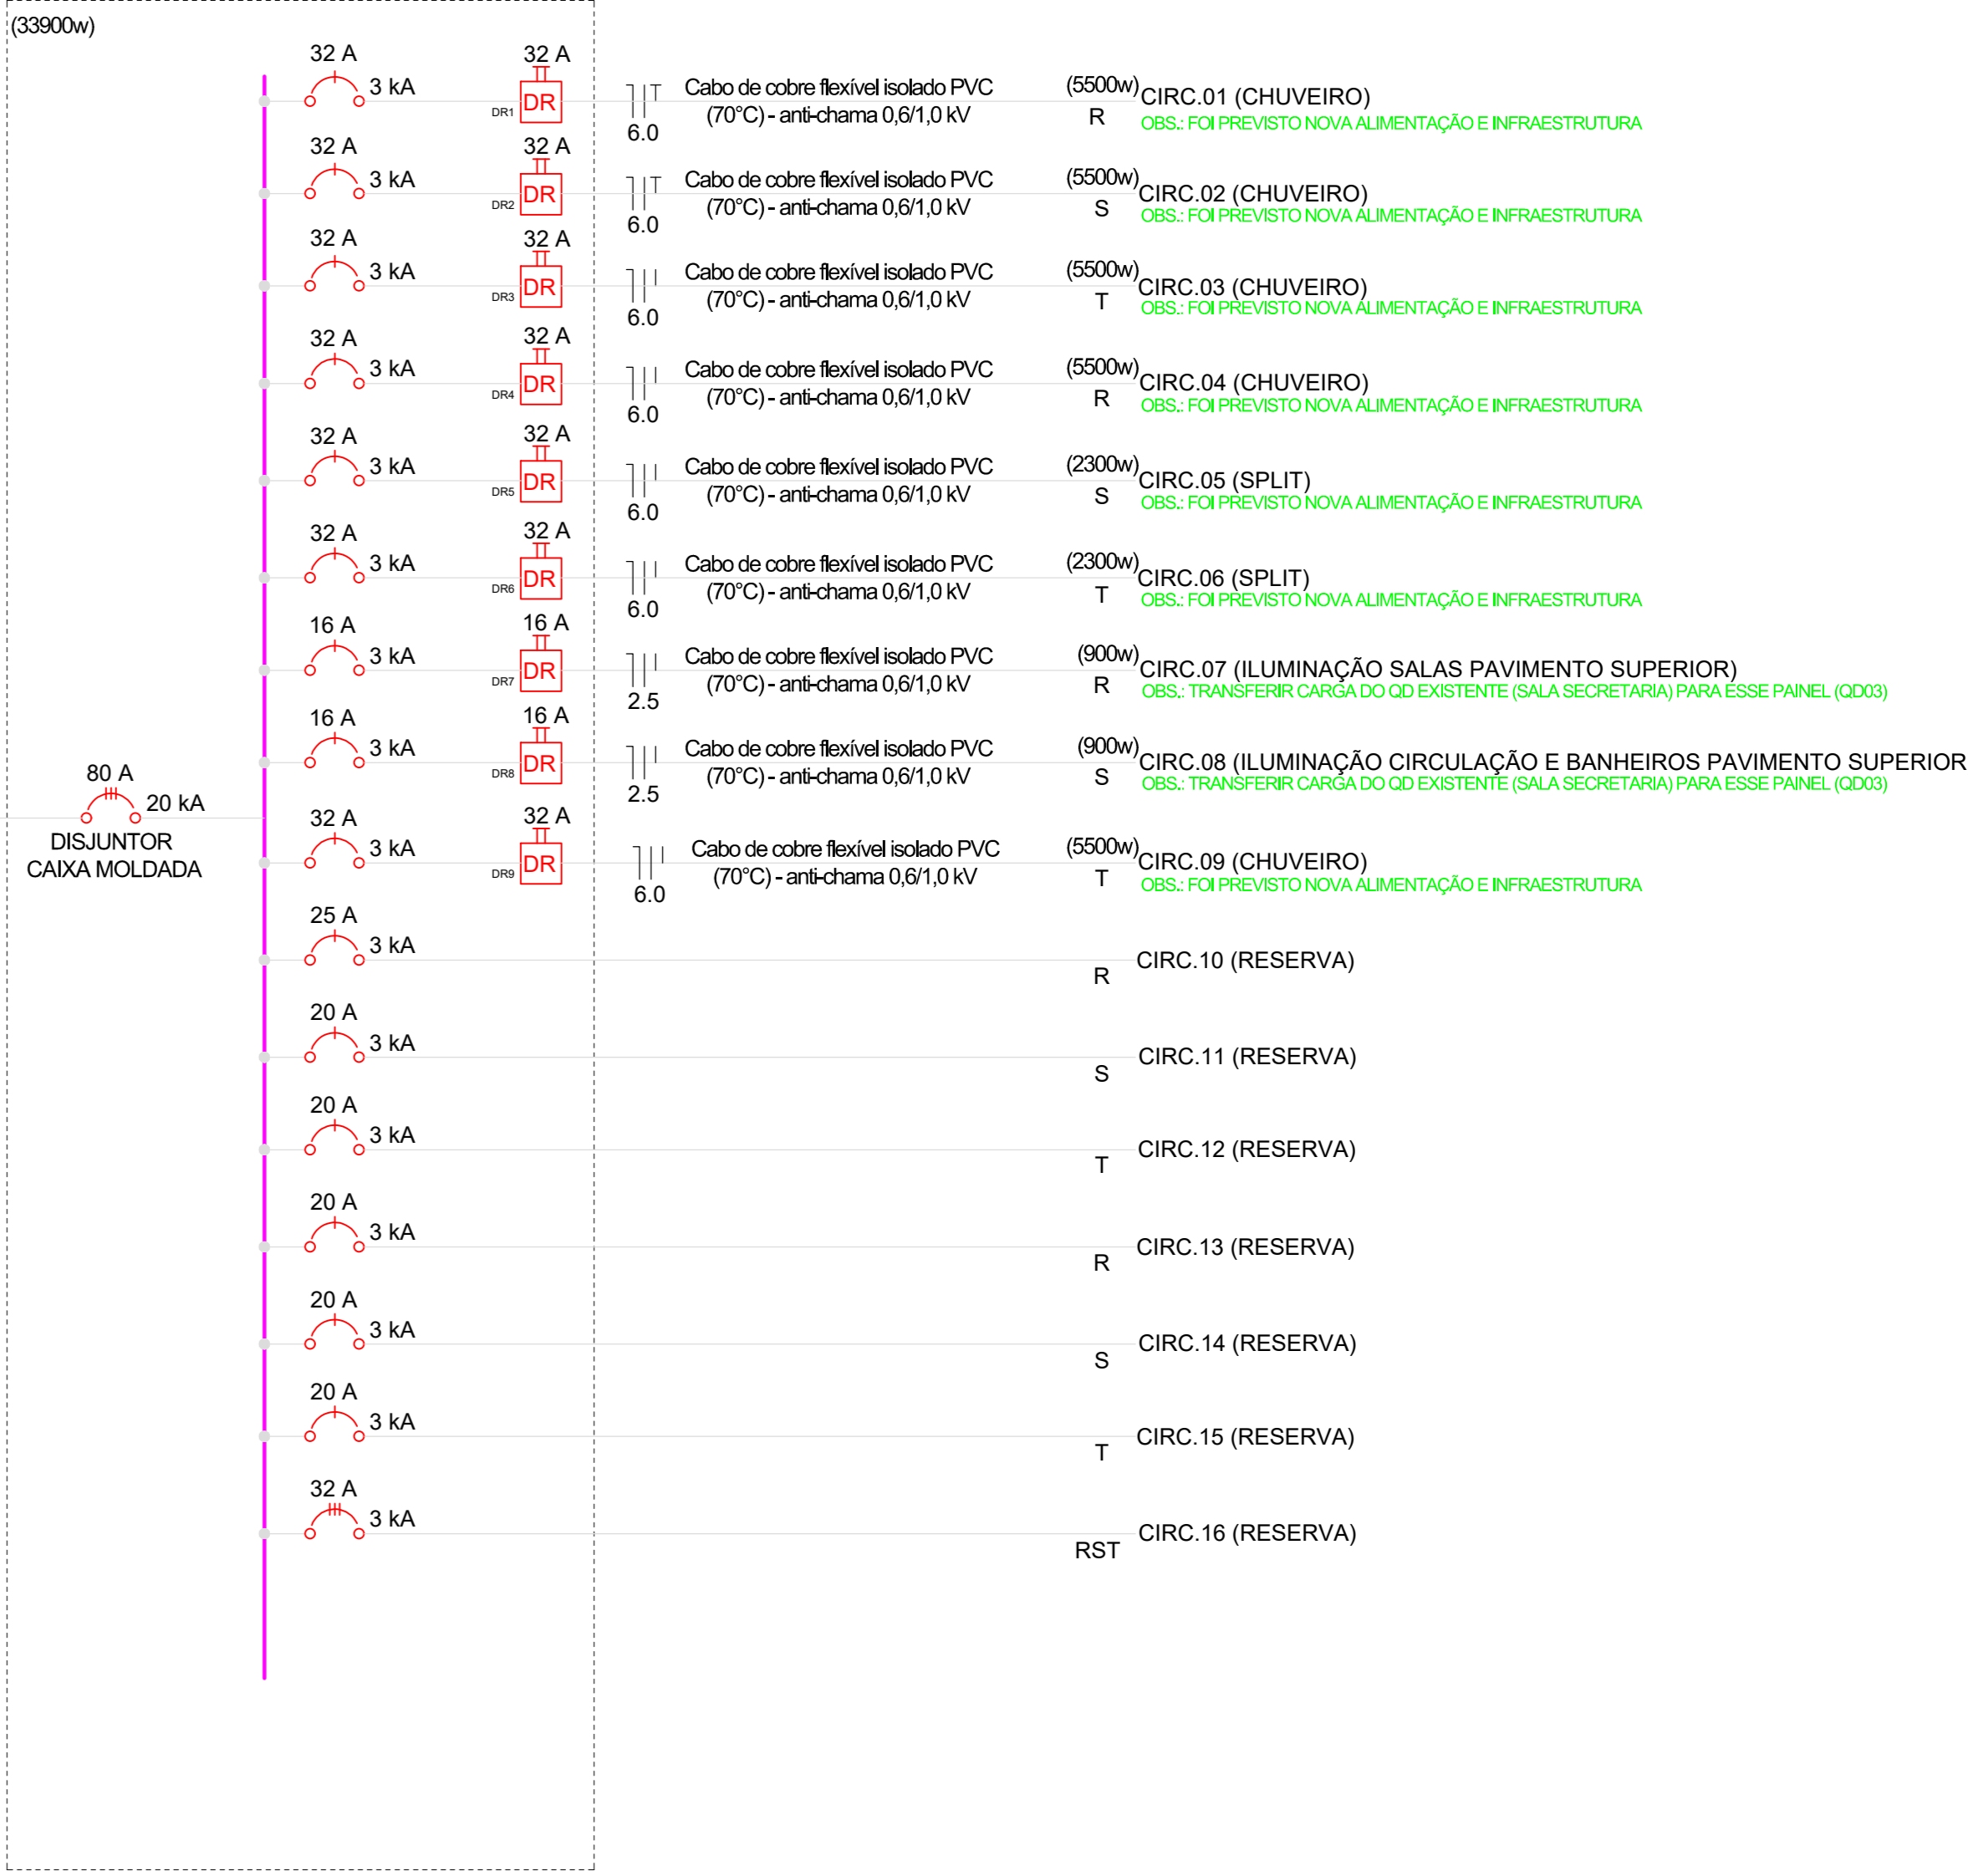 (33900w)
32 A
3 kA
32 A
DR1
DR
6.0
Cabo de cobre flexível isolado PVC
(70°C) - anti-chama 0,6/1,0 kV
(5500w)
R
CIRC.01 (CHUVEIRO)
OBS.: FOI PREVISTO NOVA ALIMENTAÇÃO E INFRAESTRUTURA
32 A
3 kA
32 A
DR2
DR
6.0
Cabo de cobre flexível isolado PVC
(70°C) - anti-chama 0,6/1,0 kV
(5500w)
S
CIRC.02 (CHUVEIRO)
OBS.: FOI PREVISTO NOVA ALIMENTAÇÃO E INFRAESTRUTURA
32 A
3 kA
32 A
DR3
DR
6.0
Cabo de cobre flexível isolado PVC
(70°C) - anti-chama 0,6/1,0 kV
(5500w)
T
CIRC.03 (CHUVEIRO)
OBS.: FOI PREVISTO NOVA ALIMENTAÇÃO E INFRAESTRUTURA
32 A
3 kA
32 A
DR4
DR
6.0
Cabo de cobre flexível isolado PVC
(70°C) - anti-chama 0,6/1,0 kV
(5500w)
R
CIRC.04 (CHUVEIRO)
OBS.: FOI PREVISTO NOVA ALIMENTAÇÃO E INFRAESTRUTURA
32 A
3 kA
32 A
DR5
DR
6.0
Cabo de cobre flexível isolado PVC
(70°C) - anti-chama 0,6/1,0 kV
(2300w)
S
CIRC.05 (SPLIT)
OBS.: FOI PREVISTO NOVA ALIMENTAÇÃO E INFRAESTRUTURA
32 A
3 kA
32 A
DR6
DR
6.0
Cabo de cobre flexível isolado PVC
(70°C) - anti-chama 0,6/1,0 kV
(2300w)
T
CIRC.06 (SPLIT)
OBS.: FOI PREVISTO NOVA ALIMENTAÇÃO E INFRAESTRUTURA
16 A
3 kA
16 A
DR7
DR
2.5
Cabo de cobre flexível isolado PVC
(70°C) - anti-chama 0,6/1,0 kV
(900w)
R
CIRC.07 (ILUMINAÇÃO SALAS PAVIMENTO SUPERIOR)
OBS.: TRANSFERIR CARGA DO QD EXISTENTE (SALA SECRETARIA) PARA ESSE PAINEL (QD03)
16 A
3 kA
16 A
DR8
DR
2.5
Cabo de cobre flexível isolado PVC
(70°C) - anti-chama 0,6/1,0 kV
(900w)
S
CIRC.08 (ILUMINAÇÃO CIRCULAÇÃO E BANHEIROS PAVIMENTO SUPERIOR
OBS.: TRANSFERIR CARGA DO QD EXISTENTE (SALA SECRETARIA) PARA ESSE PAINEL (QD03)
80 A
20 kA
DISJUNTOR
CAIXA MOLDADA
32 A
3 kA
32 A
DR9
DR
6.0
Cabo de cobre flexível isolado PVC
(70°C) - anti-chama 0,6/1,0 kV
(5500w)
T
CIRC.09 (CHUVEIRO)
OBS.: FOI PREVISTO NOVA ALIMENTAÇÃO E INFRAESTRUTURA
25 A
3 kA
R
CIRC.10 (RESERVA)
20 A
3 kA
S
CIRC.11 (RESERVA)
20 A
3 kA
T
CIRC.12 (RESERVA)
20 A
3 kA
R
CIRC.13 (RESERVA)
20 A
3 kA
S
CIRC.14 (RESERVA)
20 A
3 kA
T
CIRC.15 (RESERVA)
32 A
3 kA
RST
CIRC.16 (RESERVA)